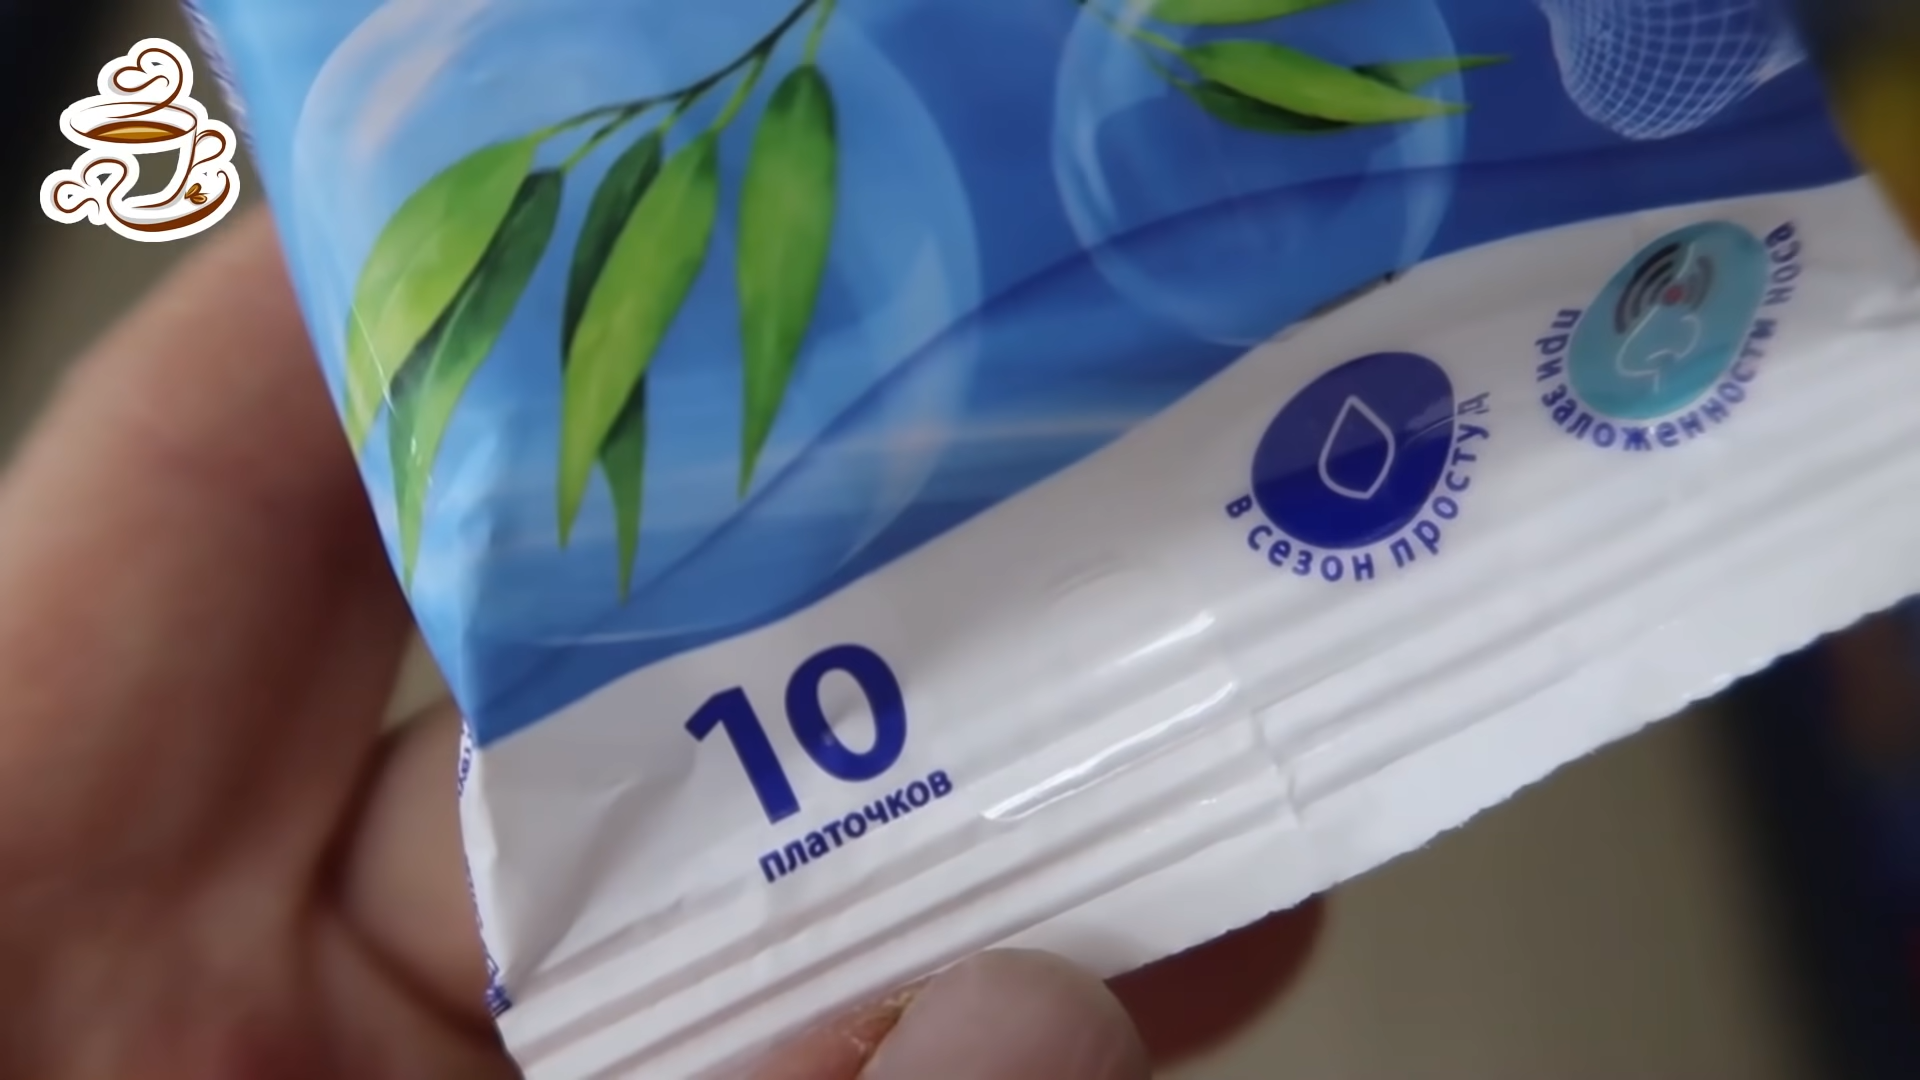 при заложенности носа
в сезон простуд
10
платочков